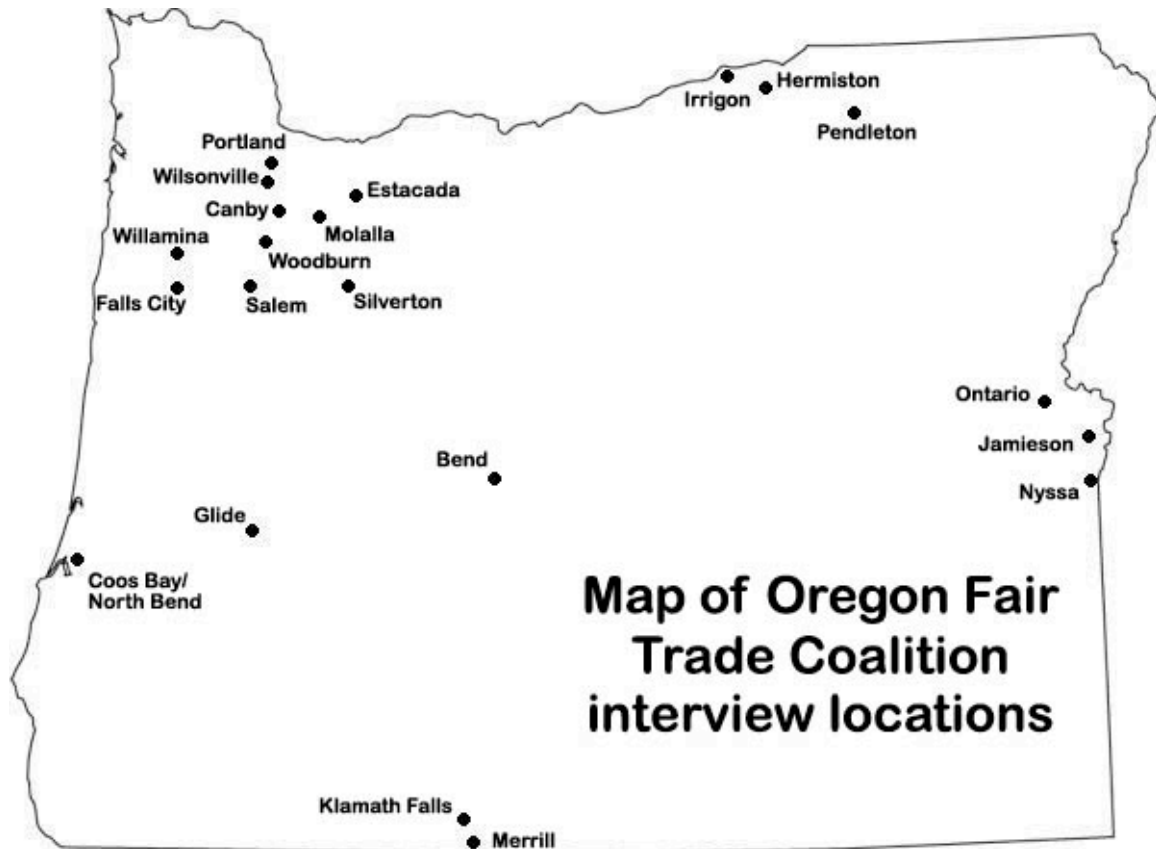 Irrigon
Hermiston
Pendleton
Portland
Wilsonville
Estacada
Canby
Molalla
Willamina
Woodburn
Falls City
Salem
Silverton
Ontario
Jamieson
Bend
Nyssa
Glide
Coos Bay/
North Bend
Map of Oregon Fair
Trade Coalition
interview locations
Klamath Falls
Merrill